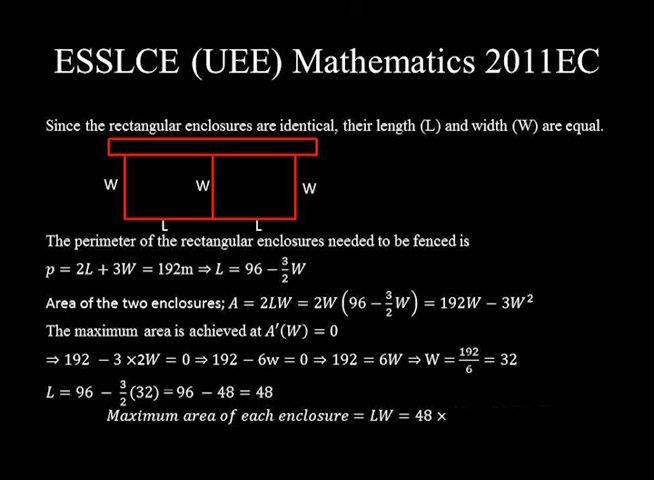 ESSLCE (UEE) Mathematics 2011EC
Since the rectangular enclosures are identical, their length (L) and width (W) are equal.
W W W
L L
The perimeter of the rectangular enclosures needed to be fenced is
p = 2L + 3W = 192m ⇒ L = 96 − 3/2 W
Area of the two enclosures; A = 2LW = 2W (96 − 3/2 W) = 192W − 3W²
The maximum area is achieved at A′(W) = 0
⇒ 192 − 3 ×2W = 0 ⇒ 192 − 6w = 0 ⇒ 192 = 6W ⇒ W = 192/6 = 32
L = 96 − 3/2 (32) = 96 − 48 = 48
Maximum area of each enclosure = LW = 48 ×